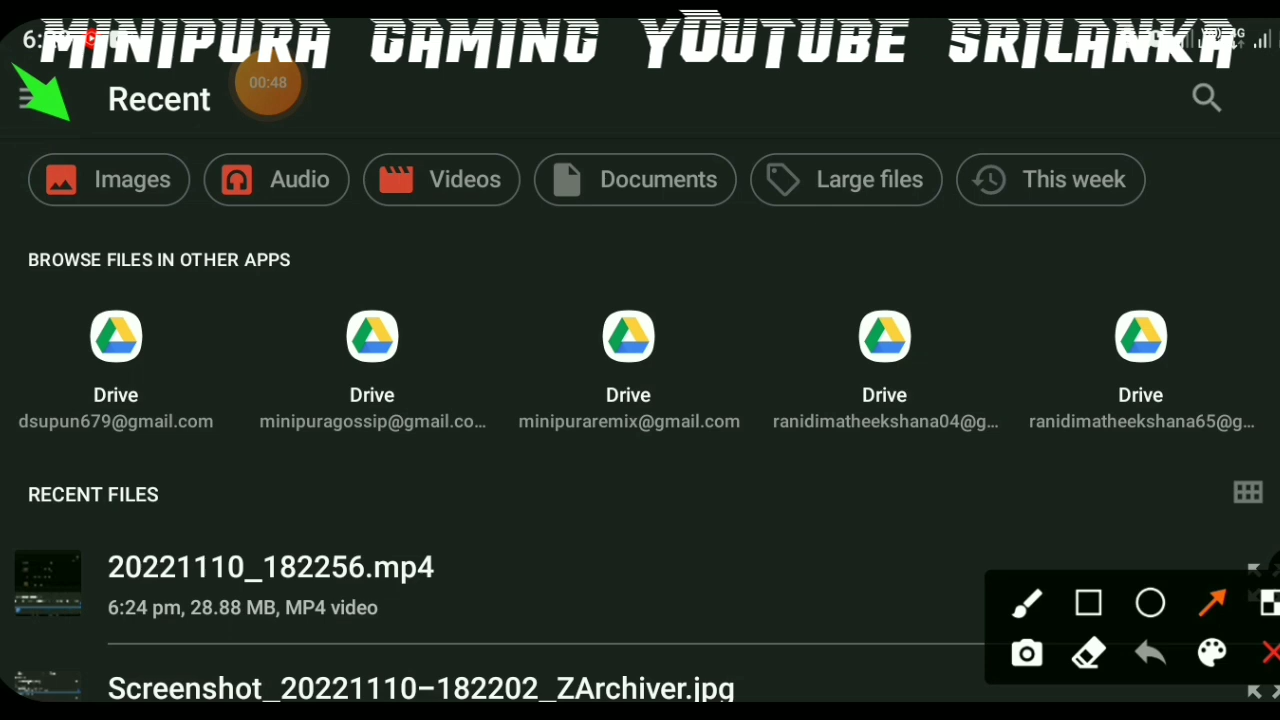 MINIPURA GAMING YOUTUBE SRILANKA
00:48
Recent
Images
Audio
Videos
Documents
Large files
This week
BROWSE FILES IN OTHER APPS
Drive
dsupun679@gmail.com
Drive
minipuragossip@gmail.co...
Drive
minipuraremix@gmail.com
Drive
ranidimatheekshana04@g...
Drive
ranidimatheekshana65@g...
RECENT FILES
20221110_182256.mp4
6:24 pm, 28.88 MB, MP4 video
Screenshot_20221110-182202_ZArchiver.jpg